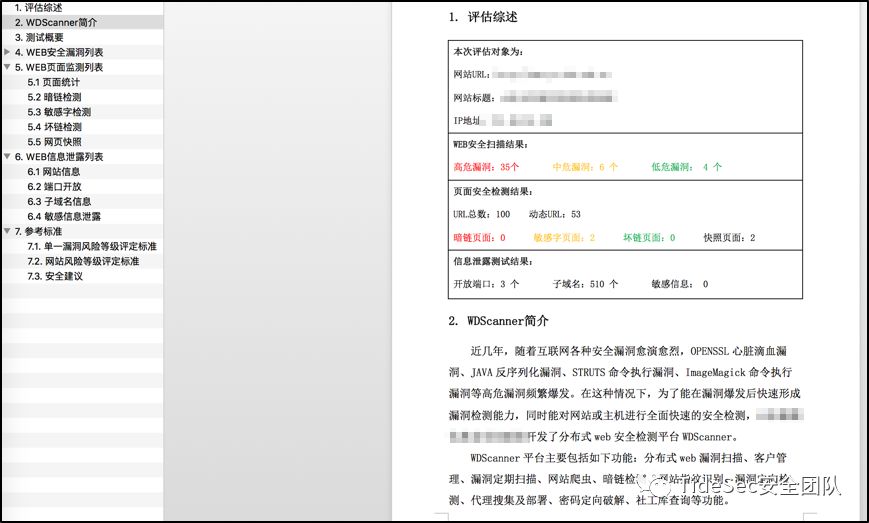 1. 评估综述
2. WDScanner简介
3. 测试概要
4. WEB安全漏洞列表
5. WEB页面监测列表
5.1 页面统计
5.2 暗链检测
5.3 敏感字检测
5.4 坏链检测
5.5 网页快照
6. WEB信息泄露列表
6.1 网站信息
6.2 端口开放
6.3 子域名信息
6.4 敏感信息泄露
7. 参考标准
7.1. 单一漏洞风险等级评定标准
7.2. 网站风险等级评定标准
7.3. 安全建议
1. 评估综述
本次评估对象为：
网站URL：
网站标题：
IP地址
WEB安全扫描结果：
高危漏洞：35个 中危漏洞：6 个 低危漏洞： 4 个
页面安全检测结果：
URL总数：100 动态URL：53
暗链页面：0 敏感字页面：2 坏链页面：0 快照页面：2
信息泄露测试结果：
开放端口：3 个 子域名：510 个 敏感信息： 0
2. WDScanner简介
近几年，随着互联网各种安全漏洞愈演愈烈，OPENSSL 心脏滴血漏
洞、JAVA 反序列化漏洞、STRUTS 命令执行漏洞、ImageMagick 命令执行
漏洞等高危漏洞频繁爆发。在这种情况下，为了能在漏洞爆发后快速形成
漏洞检测能力，同时能对网站或主机进行全面快速的安全检测，
开发了分布式 web 安全检测平台 WDScanner。
WDScanner 平台主要包括如下功能：分布式 web 漏洞扫描、客户管
理、漏洞定期扫描、网站爬虫、暗链检测、网站指纹识别、漏洞定向检
测、代理搜集及部署、密码定向破解、社工库查询等功能。
TideSec安全团队